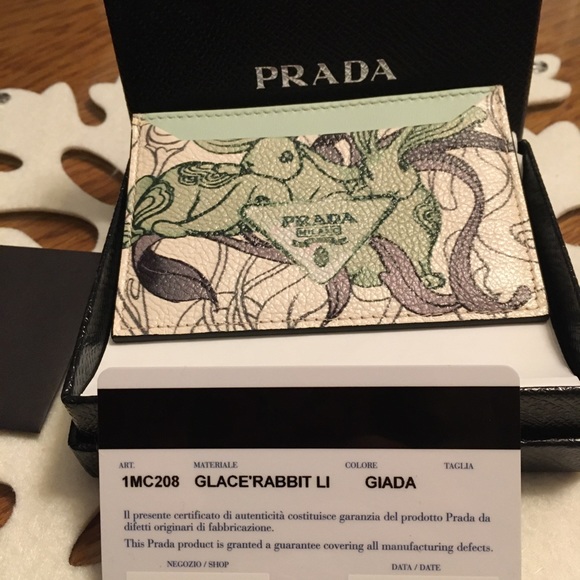 PRADA
PRADA
MILANO
ART. MATERIALE COLORE TAGLIA
1MC208 GLACE'RABBIT LI GIADA
Il presente certificato di autenticità costituisce garanzia del prodotto Prada da
difetti originari di fabbricazione.
This Prada product is granted a guarantee covering all manufacturing defects.
NEGOZIO / SHOP DATA / DATE